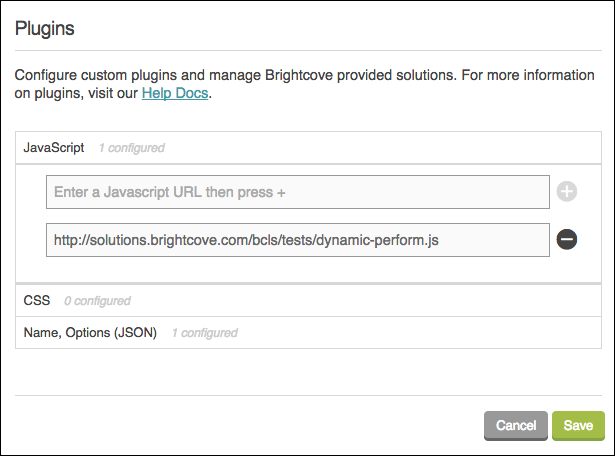 Plugins
Configure custom plugins and manage Brightcove provided solutions. For more information
on plugins, visit our Help Docs.
JavaScript 1 configured
Enter a Javascript URL then press +
http://solutions.brightcove.com/bcls/tests/dynamic-perform.js
CSS 0 configured
Name, Options (JSON) 1 configured
Cancel Save